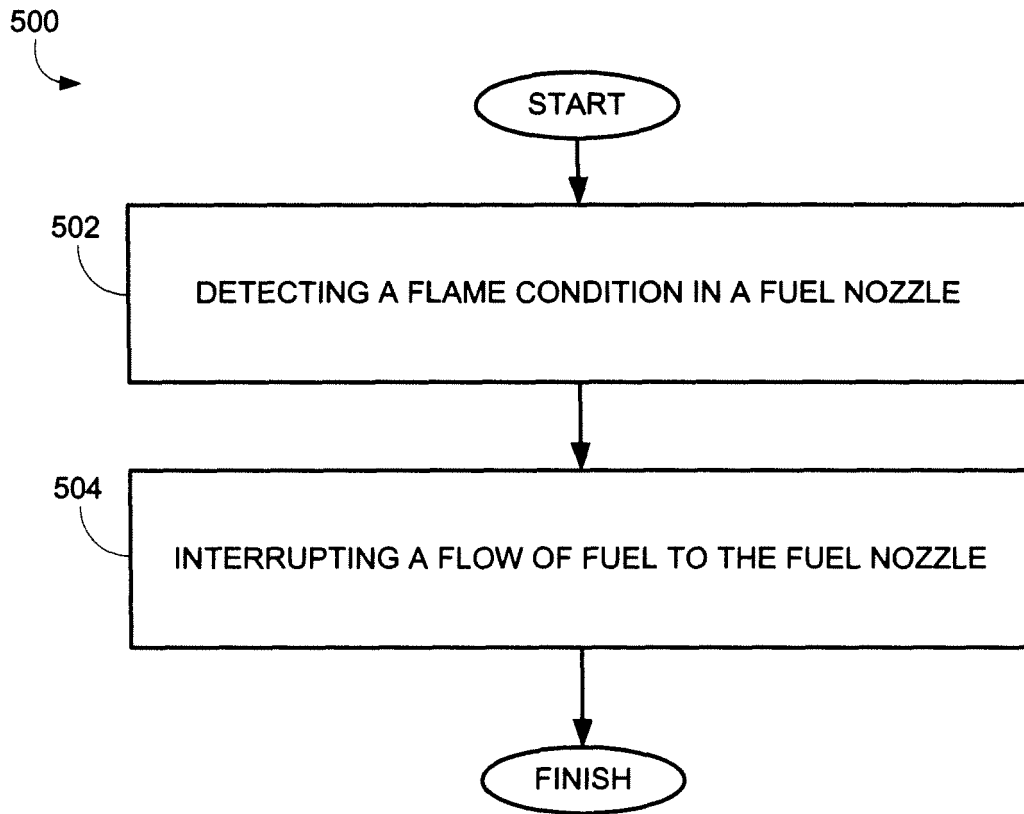 500
START
502
DETECTING A FLAME CONDITION IN A FUEL NOZZLE
504
INTERRUPTING A FLOW OF FUEL TO THE FUEL NOZZLE
FINISH